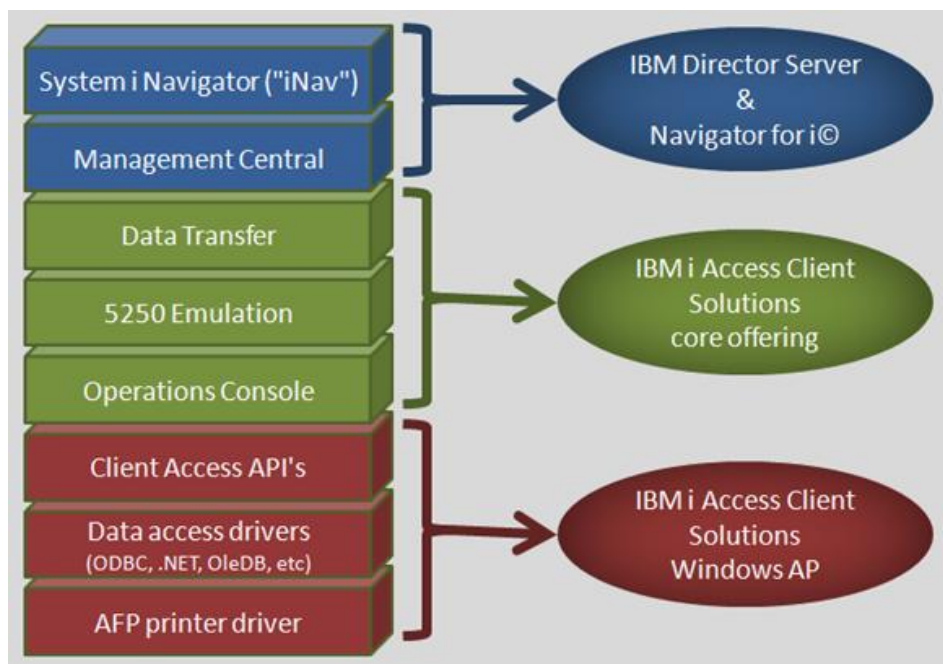 System i Navigator ("iNav")
Management Central
Data Transfer
5250 Emulation
Operations Console
Client Access API's
Data access drivers
(ODBC, .NET, OleDB, etc)
AFP printer driver
IBM Director Server
&
Navigator for i©
IBM i Access Client
Solutions
core offering
IBM i Access Client
Solutions
Windows AP